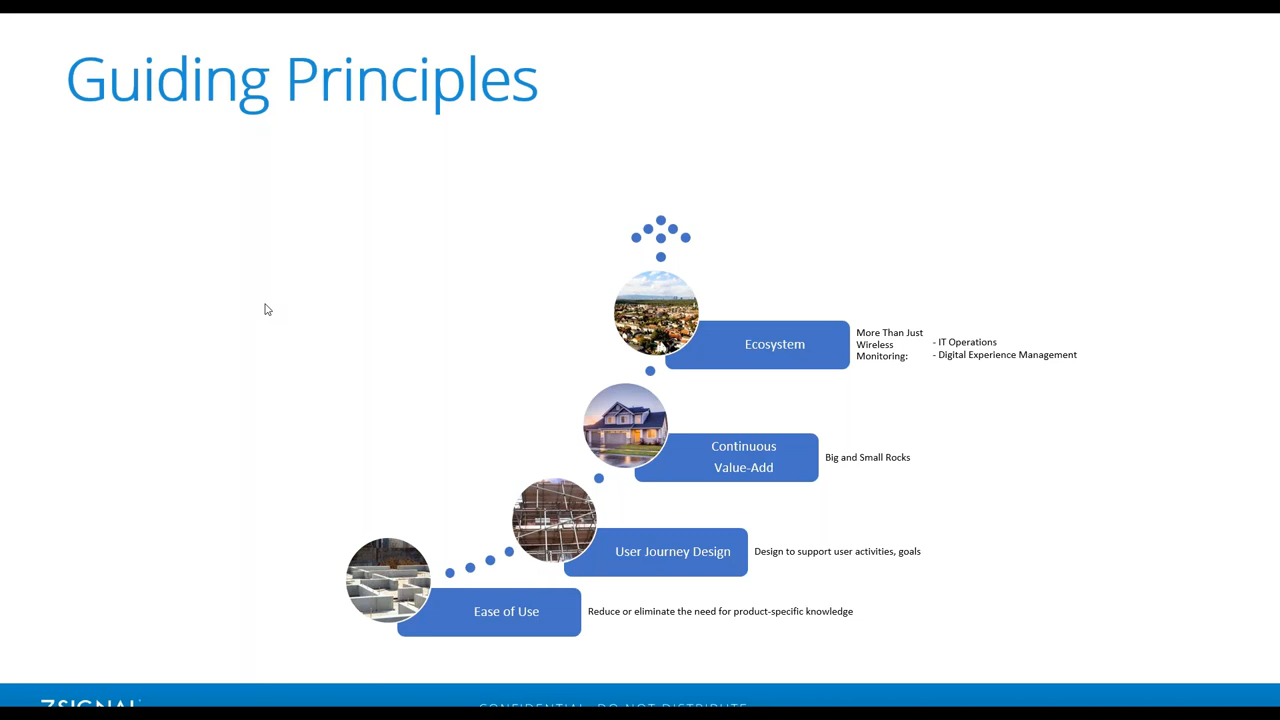 Guiding Principles
Ecosystem
More Than Just
Wireless
Monitoring:
- IT Operations
- Digital Experience Management
Continuous
Value-Add
Big and Small Rocks
User Journey Design
Design to support user activities, goals
Ease of Use
Reduce or eliminate the need for product-specific knowledge
7SIGNAL
CONFIDENTIAL- DO NOT DISTRIBUTE